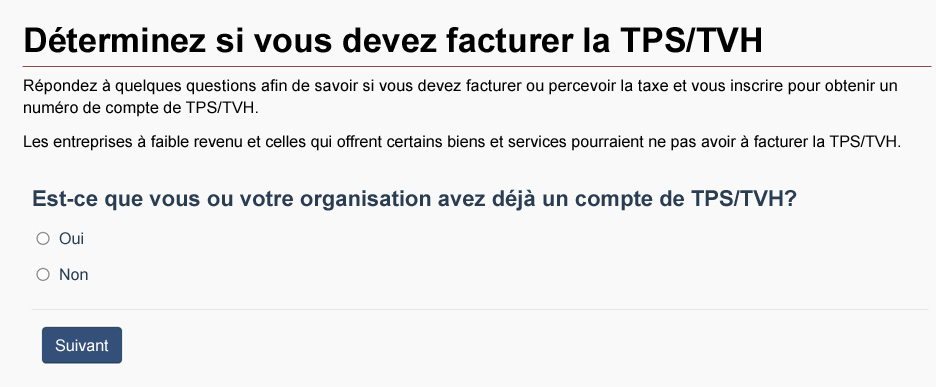 Déterminez si vous devez facturer la TPS/TVH
Répondez à quelques questions afin de savoir si vous devez facturer ou percevoir la taxe et vous inscrire pour obtenir un
numéro de compte de TPS/TVH.
Les entreprises à faible revenu et celles qui offrent certains biens et services pourraient ne pas avoir à facturer la TPS/TVH.
Est-ce que vous ou votre organisation avez déjà un compte de TPS/TVH?
Oui
Non
Suivant